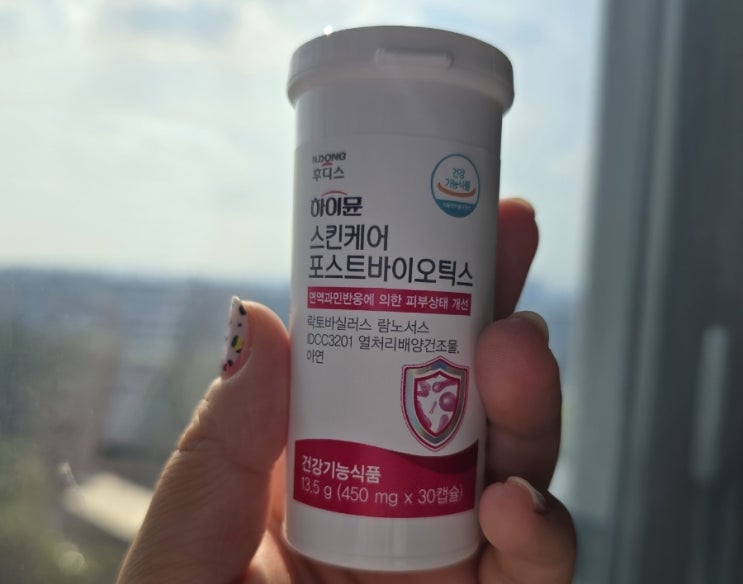 ILDONG
후디스
건강
기능식품
하이뮨
스킨케어
포스트바이오틱스
면역과민반응에 의한 피부상태 개선
락토바실러스 람노서스
IDCC3201 열처리배양건조물,
아연
건강기능식품
13.5 g (450 mg x 30캡슐)